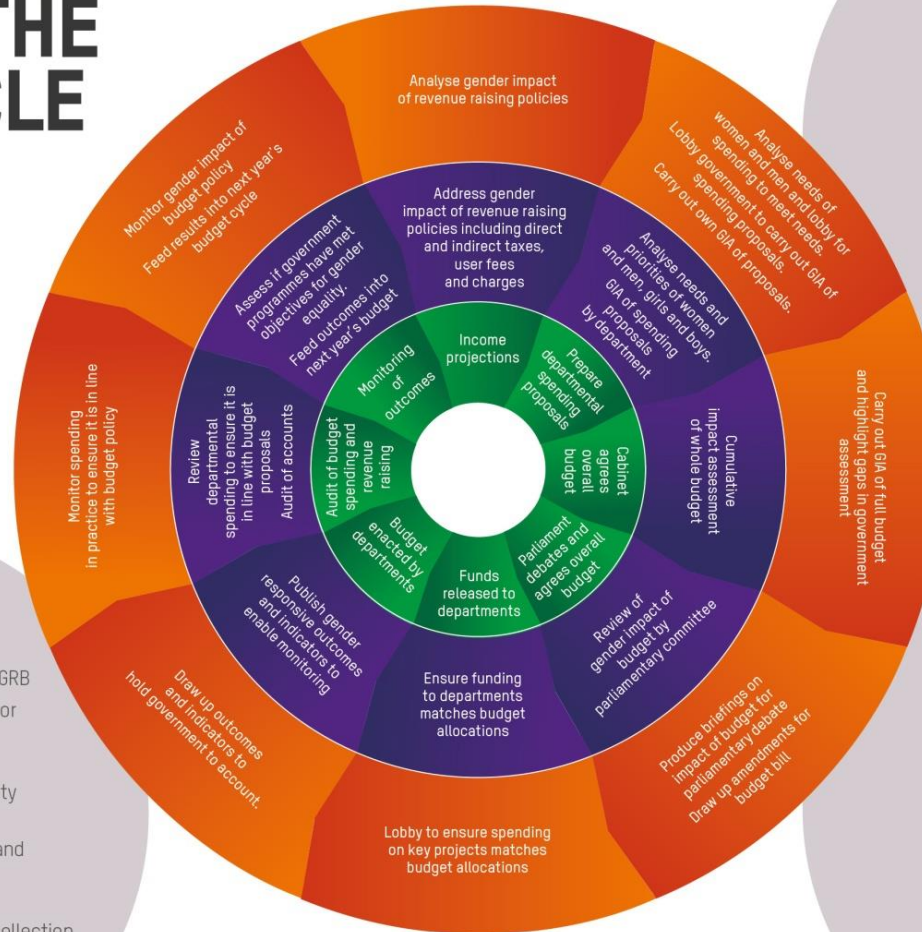 THE
CLE
Analyse gender impact
of revenue raising policies
Analyse needs of
women and men and lobby for
spending to meet needs.
Lobby government to carry out GIA of
spending proposals.
Carry out own GIA of proposals.
Carry out GIA of full budget
and highlight gaps in government
assessment
Produce briefings on
impact of budget for
parliamentary debate
Draw up amendments for
budget bill
Lobby to ensure spending
on key projects matches
budget allocations
Draw up outcomes
and indicators to
hold government to account.
Monitor spending
in practice to ensure it is in line
with budget policy
Monitor gender impact of
budget policy
Feed results into next year's
budget cycle
Address gender
impact of revenue raising
policies including direct
and indirect taxes,
user fees
and charges
Analyse needs and
priorities of women
and men, girls and boys.
GIA of spending
proposals
by department
Cumulative
impact assessment
of whole budget
Review of
gender impact of
budget by
parliamentary committee
Ensure funding
to departments
matches budget
allocations
Publish gender
responsive outcomes
and indicators to
enable monitoring
Review
departmental
spending to ensure it is
in line with budget
proposals
Audit of accounts
Assess if government
programmes have met
objectives for gender
equality.
Feed outcomes into
next year's budget
Income
projections
Prepare
departmental
spending
proposals
Cabinet
agrees
overall
budget
Parliament
debates and
agrees overall
budget
Funds
released to
departments
Budget
enacted by
departments
Audit of budget
spending and
revenue
raising
Monitoring
of
outcomes
GRB
or
ty
and
ollection